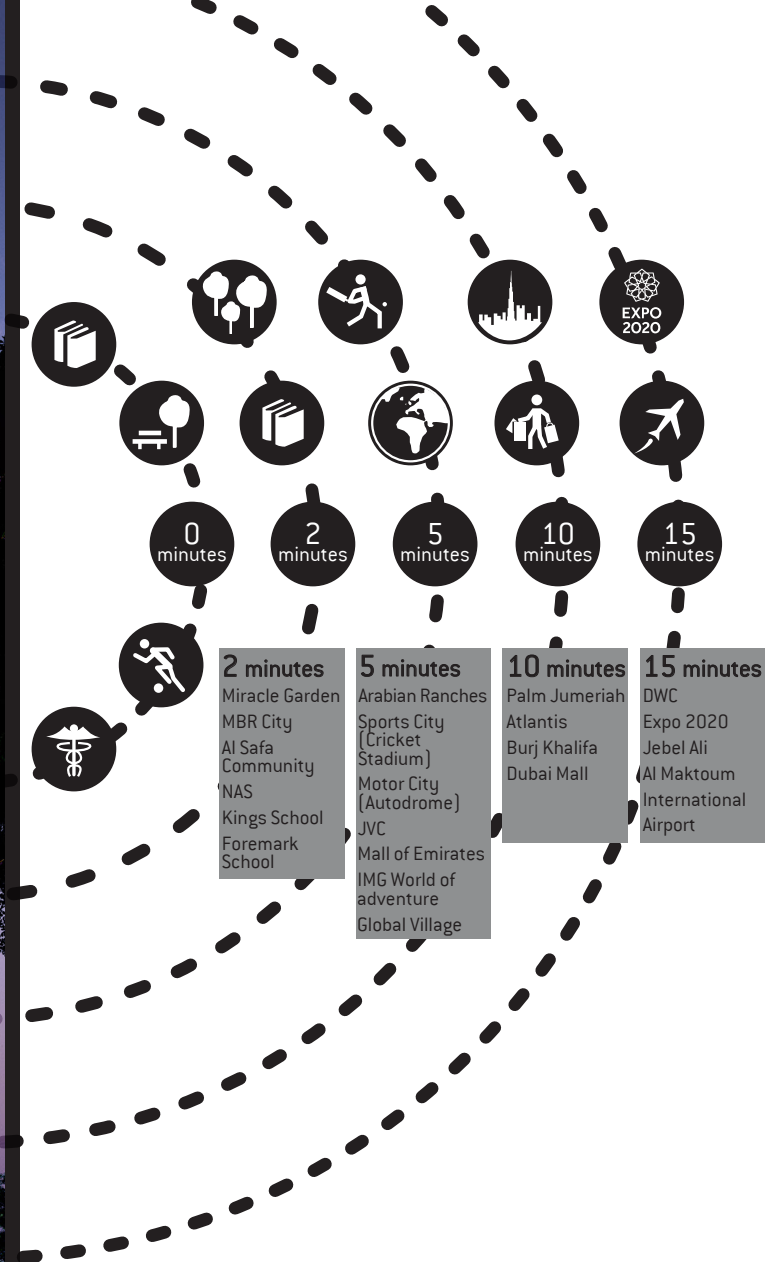 EXPO
2020
0
minutes
2
minutes
5
minutes
10
minutes
15
minutes
2 minutes
Miracle Garden
MBR City
Al Safa
Community
NAS
Kings School
Foremark
School
5 minutes
Arabian Ranches
Sports City
(Cricket
Stadium)
Motor City
(Autodrome)
JVC
Mall of Emirates
IMG World of
adventure
Global Village
10 minutes
Palm Jumeriah
Atlantis
Burj Khalifa
Dubai Mall
15 minutes
DWC
Expo 2020
Jebel Ali
Al Maktoum
International
Airport